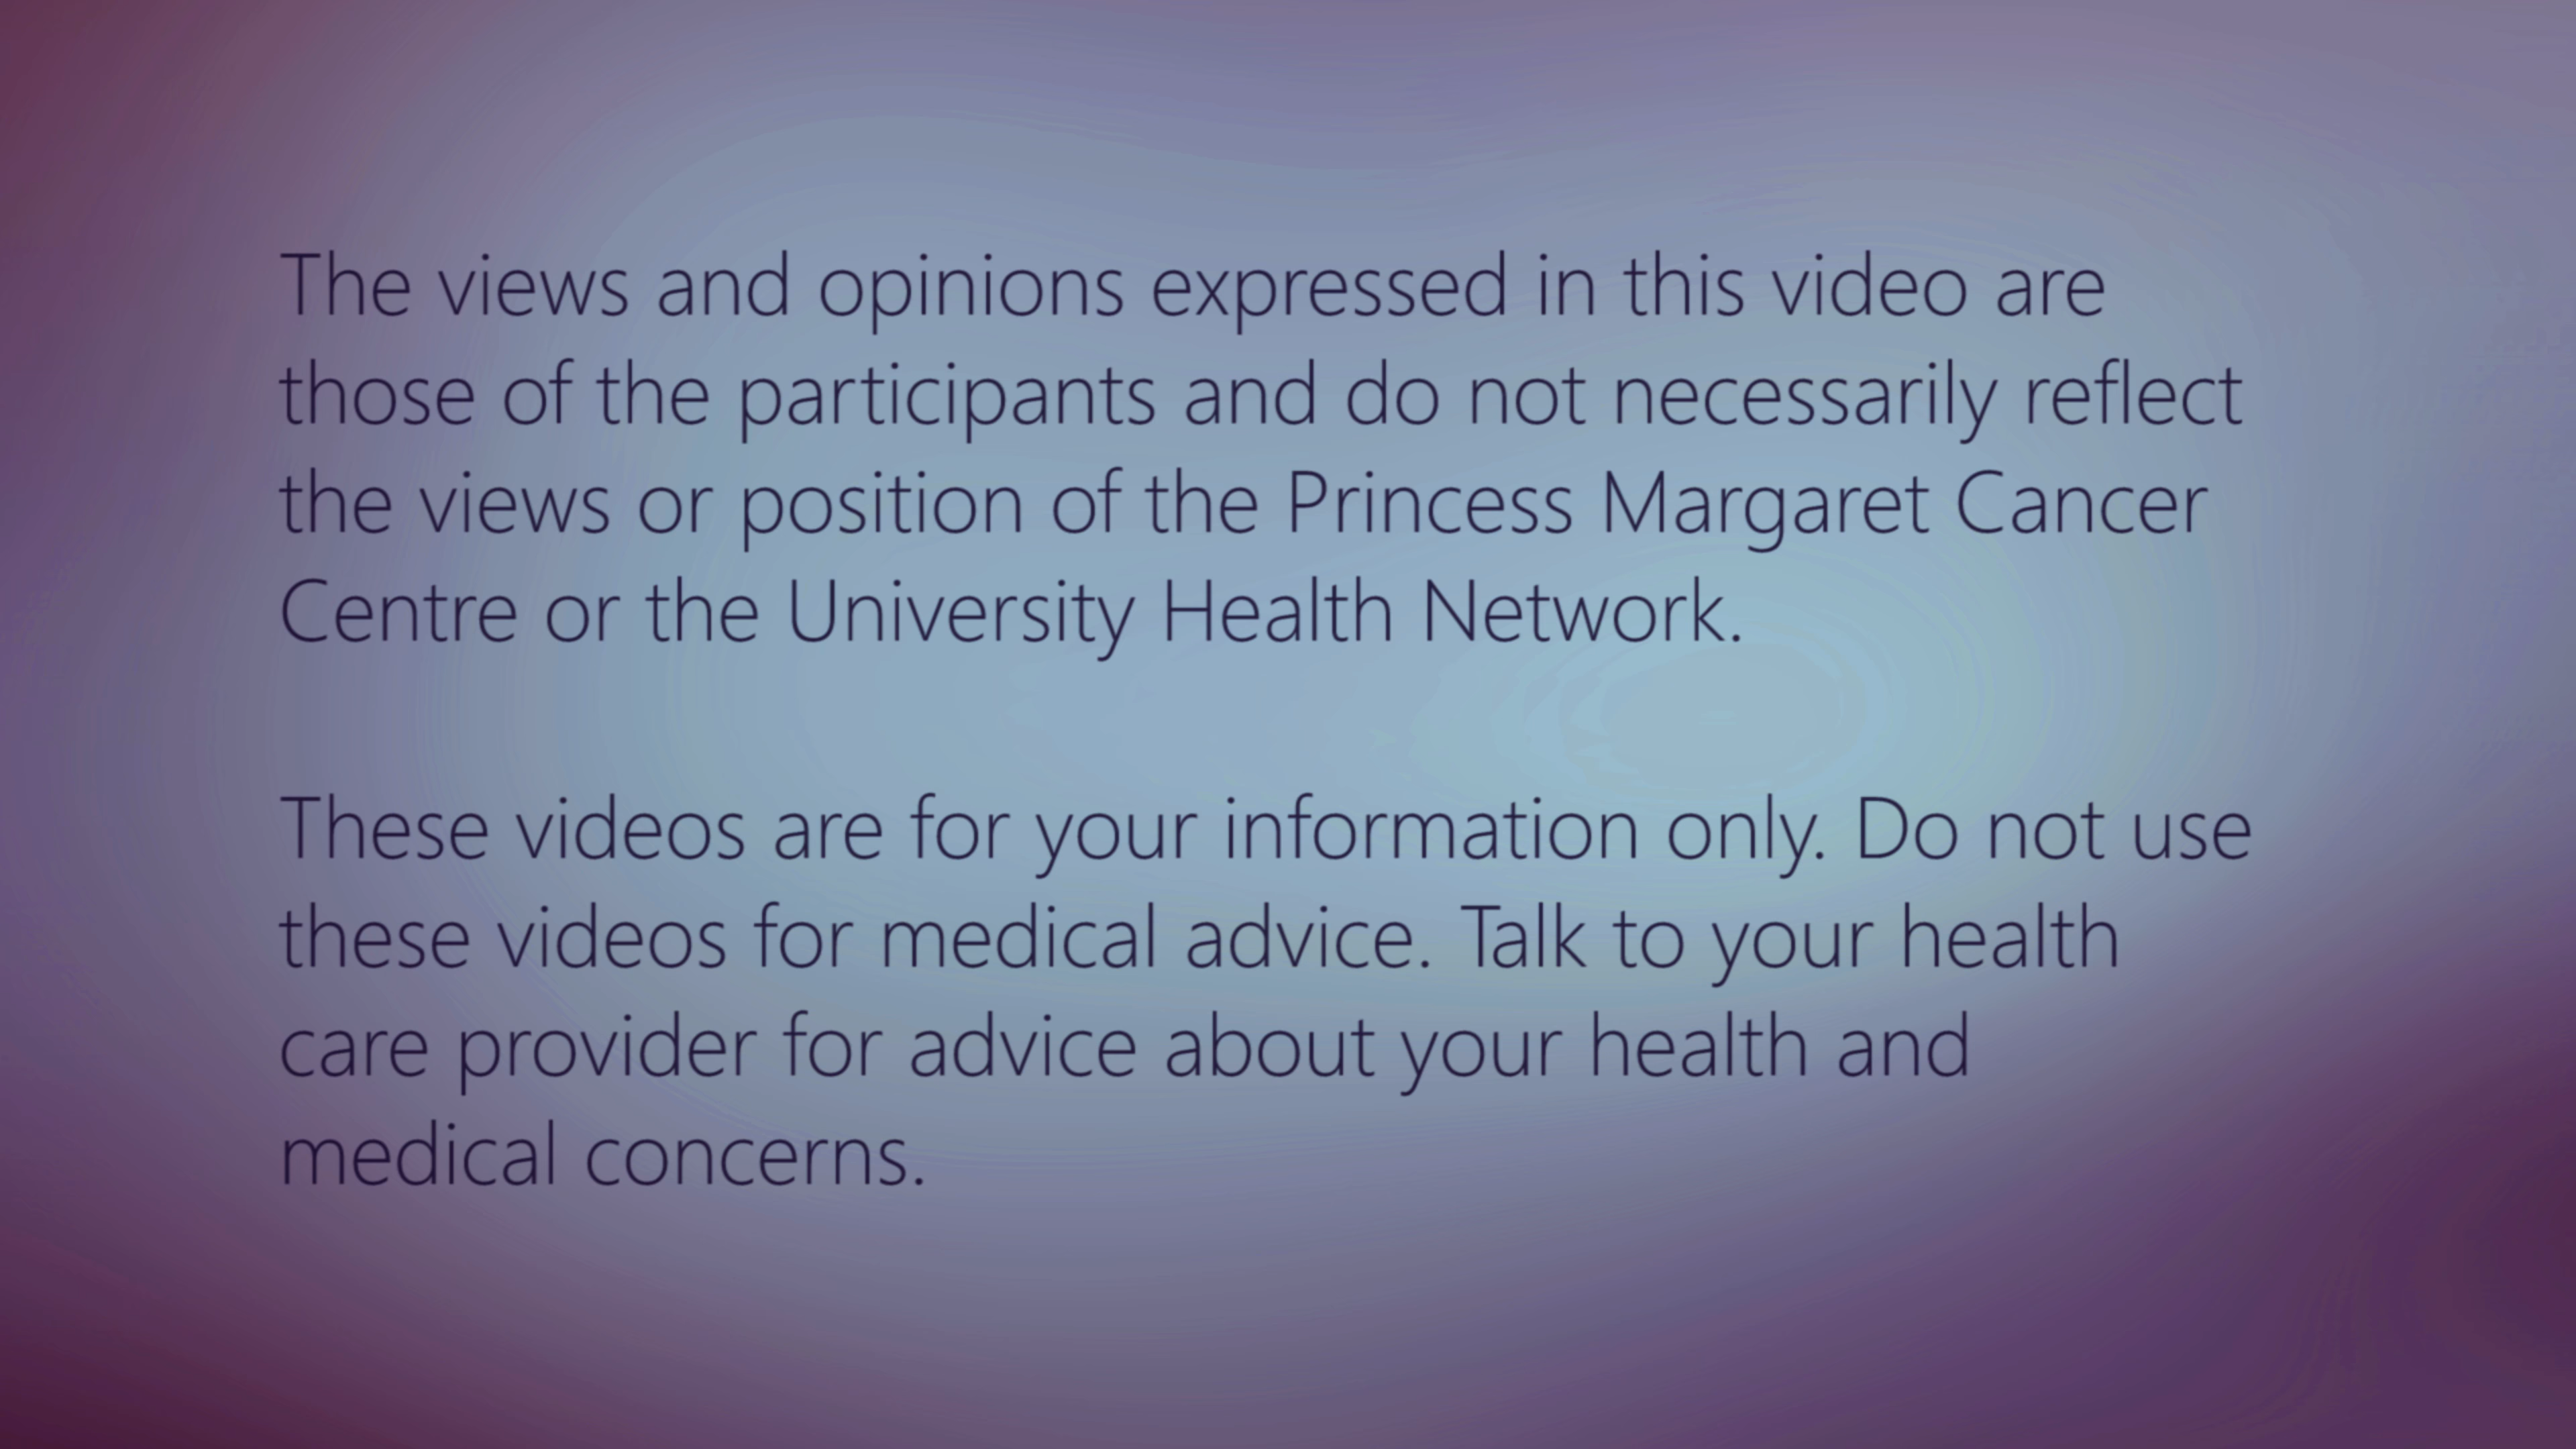 The views and opinions expressed in this video are
those of the participants and do not necessarily reflect
the views or position of the Princess Margaret Cancer
Centre or the University Health Network.
These videos are for your information only. Do not use
these videos for medical advice. Talk to your health
care provider for advice about your health and
medical concerns.